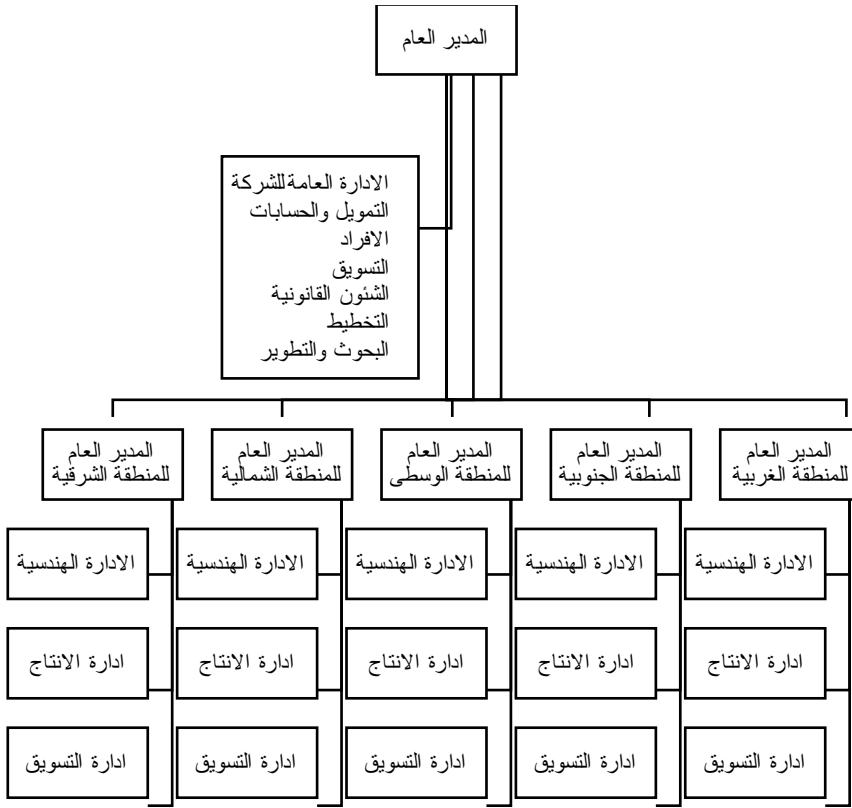 المدير العام
الادارة العامة للشركة
التمويل والحسابات
الافراد
التسويق
الشئون القانونية
التخطيط
البحوث والتطوير
المدير العام
للمنطقة الغربية
المدير العام
للمنطقة الجنوبية
المدير العام
للمنطقة الوسطى
المدير العام
للمنطقة الشمالية
المدير العام
للمنطقة الشرقية
الادارة الهندسية
الادارة الهندسية
الادارة الهندسية
الادارة الهندسية
الادارة الهندسية
ادارة الانتاج
ادارة الانتاج
ادارة الانتاج
ادارة الانتاج
ادارة الانتاج
ادارة التسويق
ادارة التسويق
ادارة التسويق
ادارة التسويق
ادارة التسويق